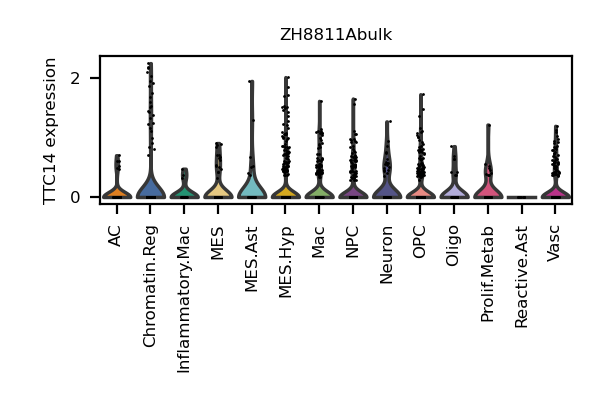 ZH8811Abulk
TTC14 expression
2
0
AC
Chromatin.Reg
Inflammatory.Mac
MES
MES.Ast
MES.Hyp
Mac
NPC
Neuron
OPC
Oligo
Prolif.Metab
Reactive.Ast
Vasc